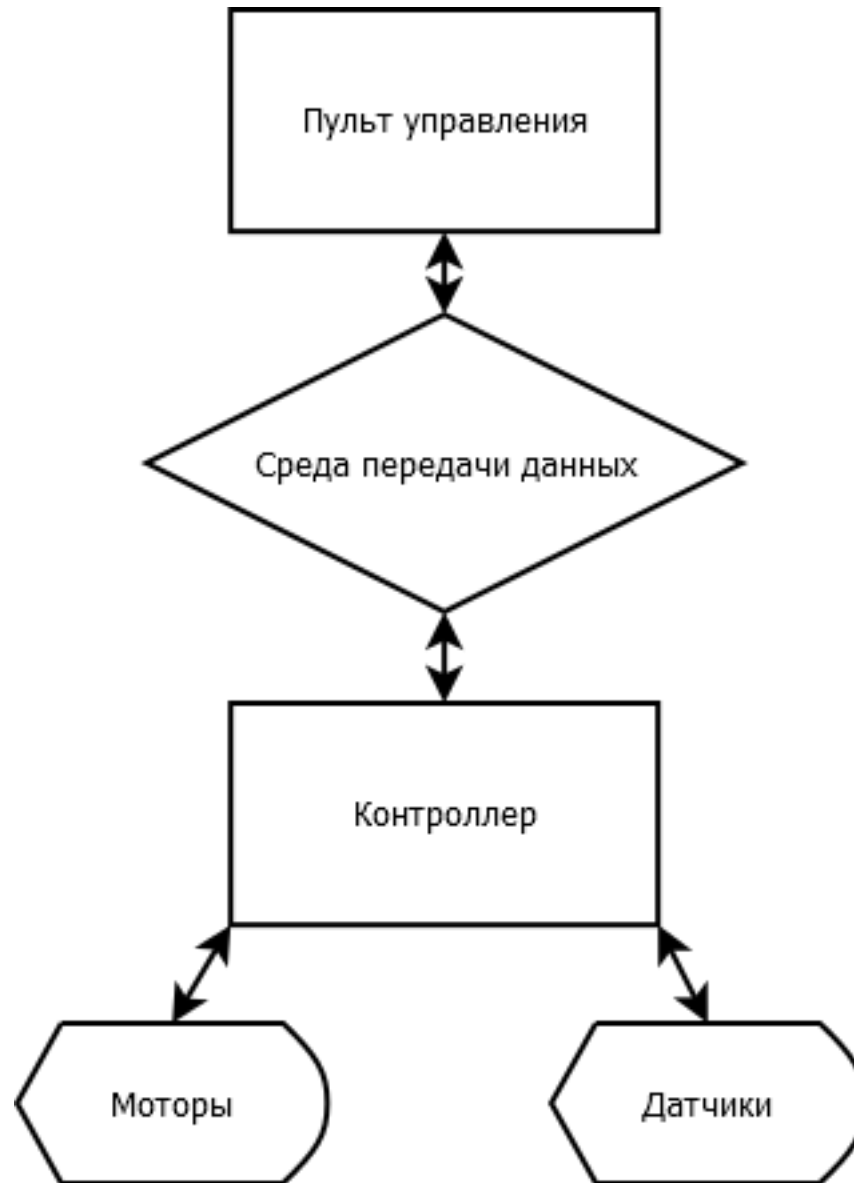 Пульт управления
Среда передачи данных
Контроллер
Моторы
Датчики